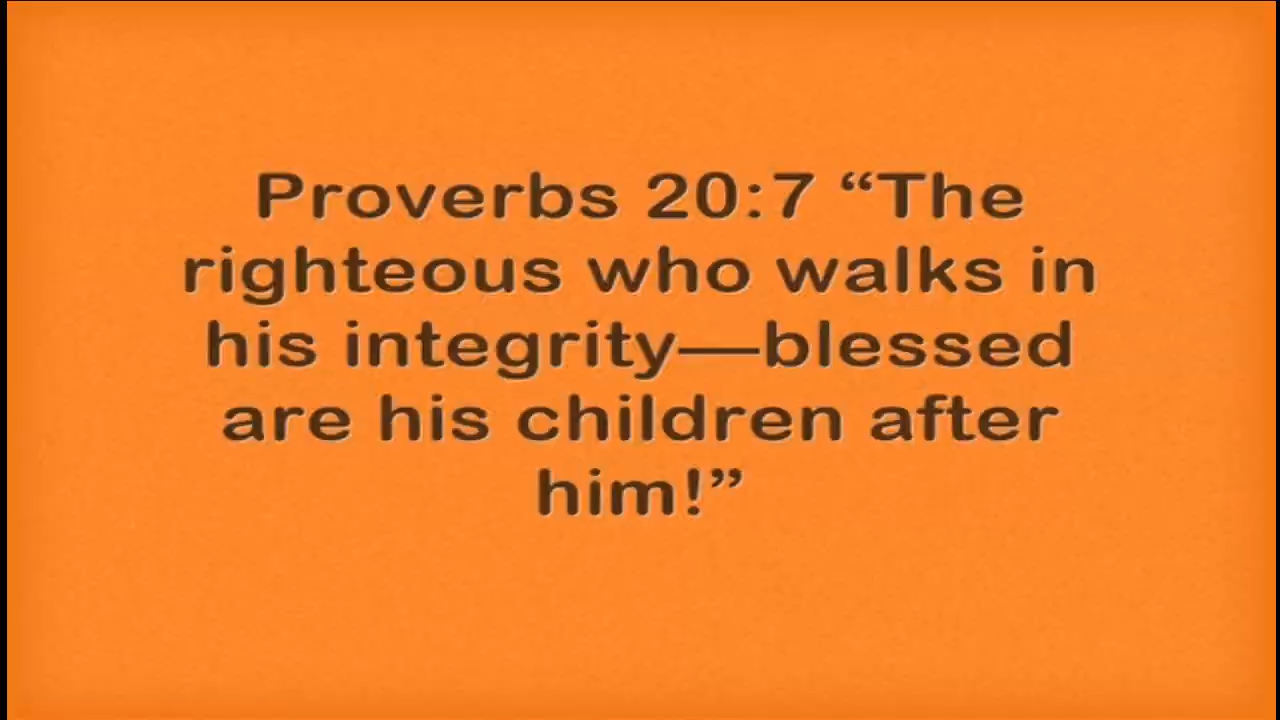 Proverbs 20:7 “The
righteous who walks in
his integrity—blessed
are his children after
him!”